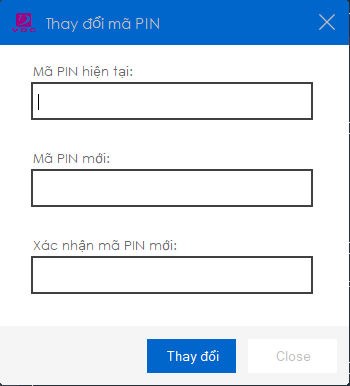 Thay đổi mã PIN
Mã PIN hiện tại:
Mã PIN mới:
Xác nhận mã PIN mới:
Thay đổi
Close